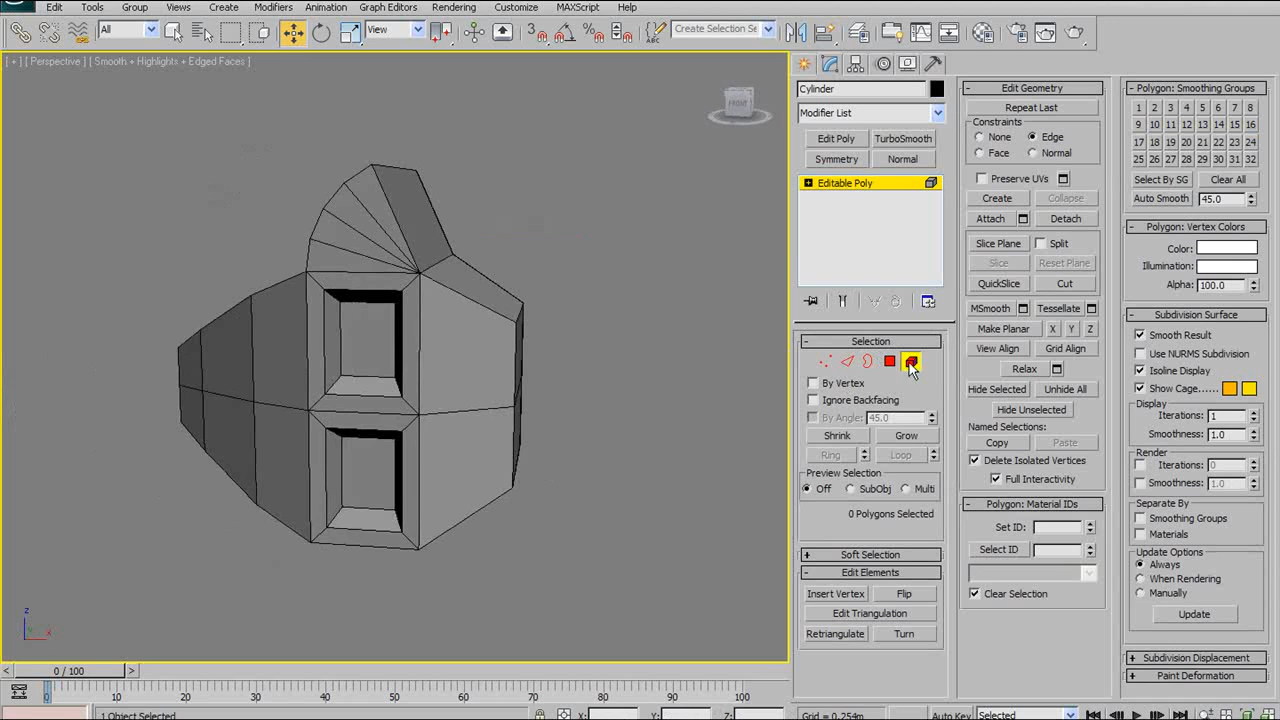 Edit Tools Group Views Create Modifiers Animation Graph Editors Rendering Customize MAXScript Help
All View 3 Create Selection Se
[ + ] [ Perspective ] [ Smooth + Highlights + Edged Faces ]
FRONT
Cylinder
Modifier List
Edit Poly TurboSmooth
Symmetry Normal
Editable Poly
- Selection
By Vertex
Ignore Backfacing
By Angle: 45.0
Shrink Grow
Ring Loop
Preview Selection
Off SubObj Multi
0 Polygons Selected
+ Soft Selection
- Edit Elements
Insert Vertex Flip
Edit Triangulation
Retriangulate Turn
- Edit Geometry
Repeat Last
Constraints
None Edge
Face Normal
Preserve UVs
Create Collapse
Attach Detach
Slice Plane Split
Slice Reset Plane
QuickSlice Cut
MSmooth Tessellate
Make Planar X Y Z
View Align Grid Align
Relax
Hide Selected Unhide All
Hide Unselected
Named Selections:
Copy Paste
Delete Isolated Vertices
Full Interactivity
- Polygon: Material IDs
Set ID:
Select ID
Clear Selection
- Polygon: Smoothing Groups
1 2 3 4 5 6 7 8
9 10 11 12 13 14 15 16
17 18 19 20 21 22 23 24
25 26 27 28 29 30 31 32
Select By SG Clear All
Auto Smooth 45.0
- Polygon: Vertex Colors
Color:
Illumination:
Alpha: 100.0
- Subdivision Surface
Smooth Result
Use NURMS Subdivision
Isoline Display
Show Cage......
Display
Iterations: 1
Smoothness: 1.0
Render
Iterations: 0
Smoothness: 1.0
Separate By
Smoothing Groups
Materials
Update Options
Always
When Rendering
Manually
Update
+ Subdivision Displacement
+ Paint Deformation
z
x
< 0 / 100 >
0 10 20 30 40 50 60 70 80 90 100
1 Object Selected X: Y: Z: Grid = 0.254m Auto Key Selected